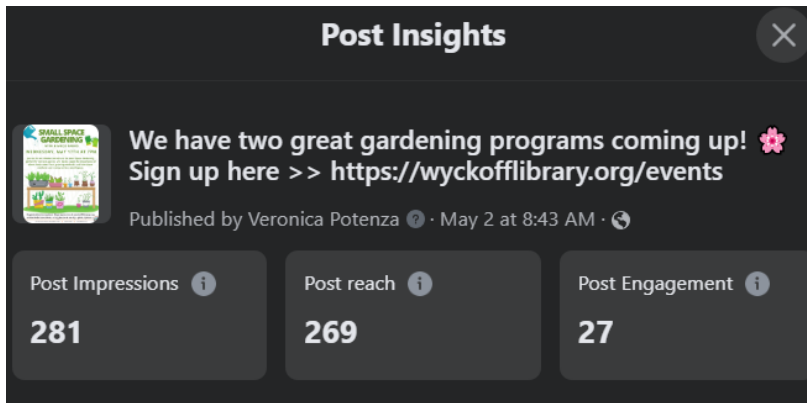 Post Insights
SMALL SPACE
GARDENING
We have two great gardening programs coming up! 🌸
Sign up here >> https://wyckofflibrary.org/events
Published by Veronica Potenza · May 2 at 8:43 AM ·
Post Impressions
281
Post reach
269
Post Engagement
27